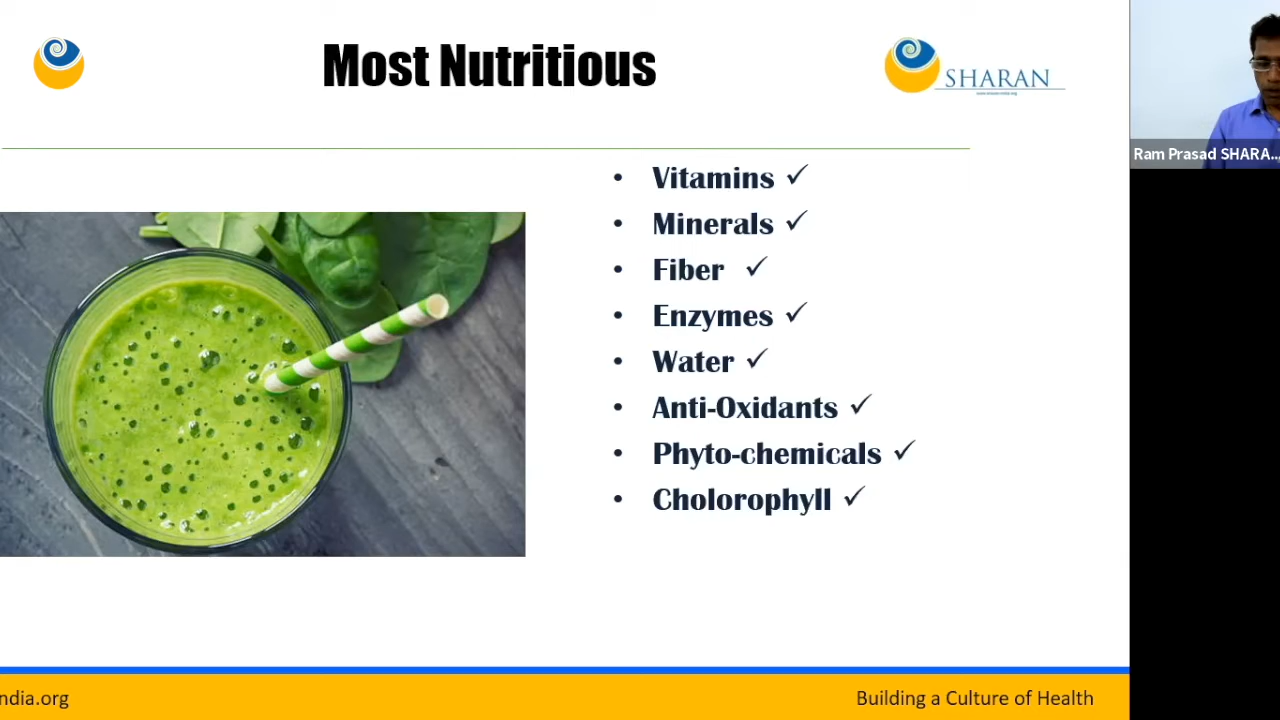 Most Nutritious
SHARAN
Ram Prasad SHARA...
• Vitamins ✓
• Minerals ✓
• Fiber ✓
• Enzymes ✓
• Water ✓
• Anti-Oxidants ✓
• Phyto-chemicals ✓
• Cholorophyll ✓
ndia.org
Building a Culture of Health